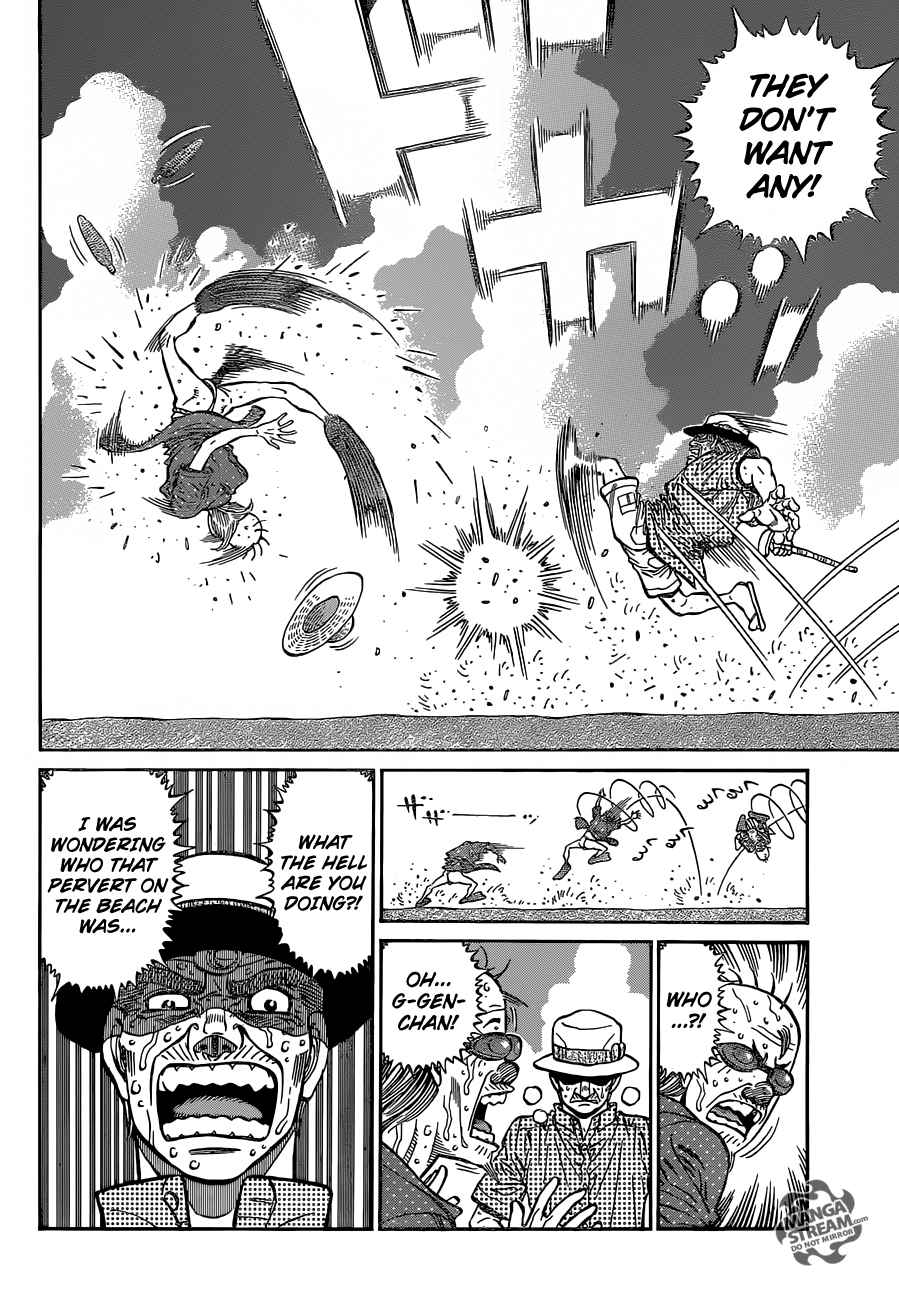 THEY
DON'T
WANT
ANY!
WHO
...?!
OH...
G-GEN-
CHAN!
WHAT
THE HELL
ARE YOU
DOING?!
I WAS
WONDERING
WHO THAT
PERVERT ON
THE BEACH
WAS...
MANGA
STREAM.com
DO NOT MIRROR!